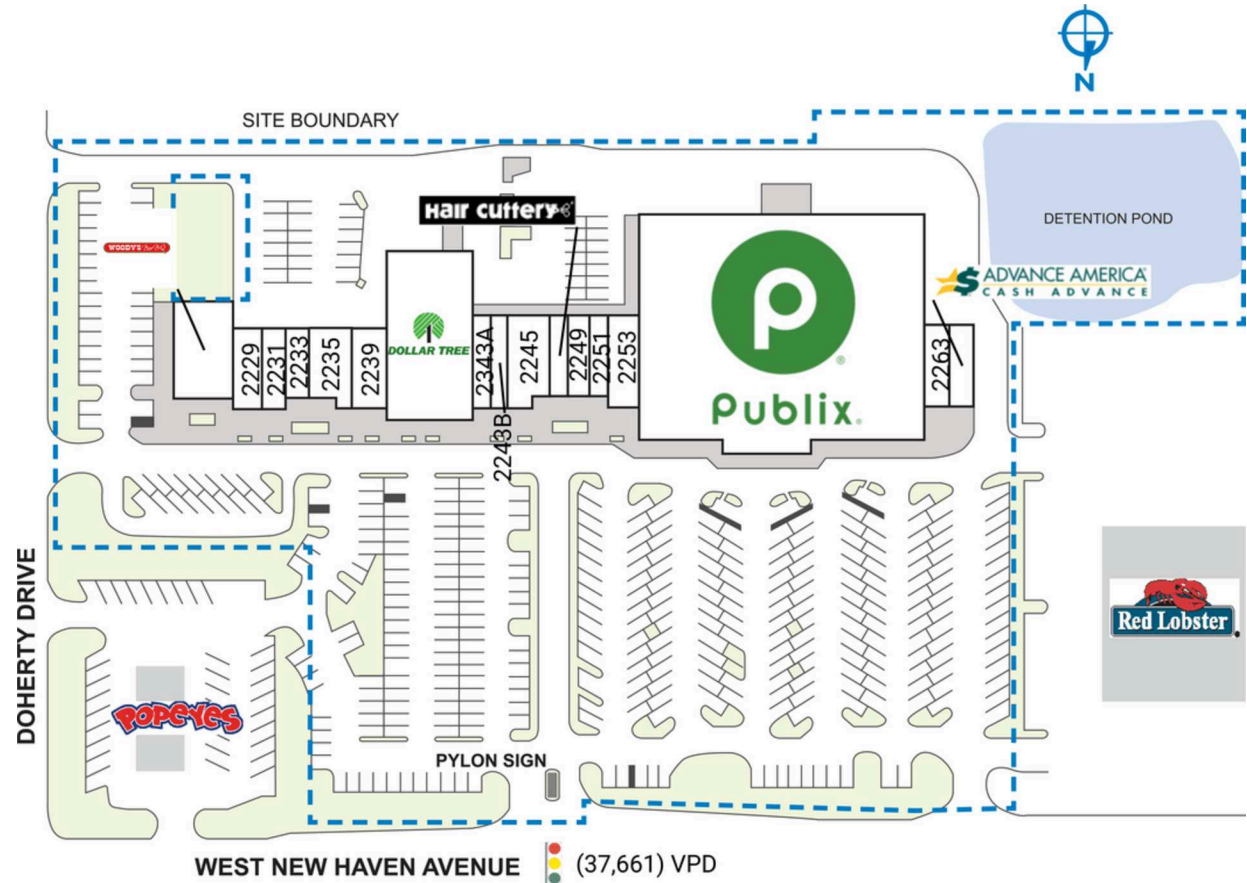 N
SITE BOUNDARY
Hair Cuttery
DETENTION POND
WOODY'S Bar-B-Q
ADVANCE AMERICA
CASH ADVANCE
DOLLAR TREE
2229
2231
2233
2235
2239
2343A
2243B
2245
2249
2251
2253
P
Publix.
2263
DOHERTY DRIVE
Red Lobster
POPEYES
PYLON SIGN
WEST NEW HAVEN AVENUE
(37,661) VPD